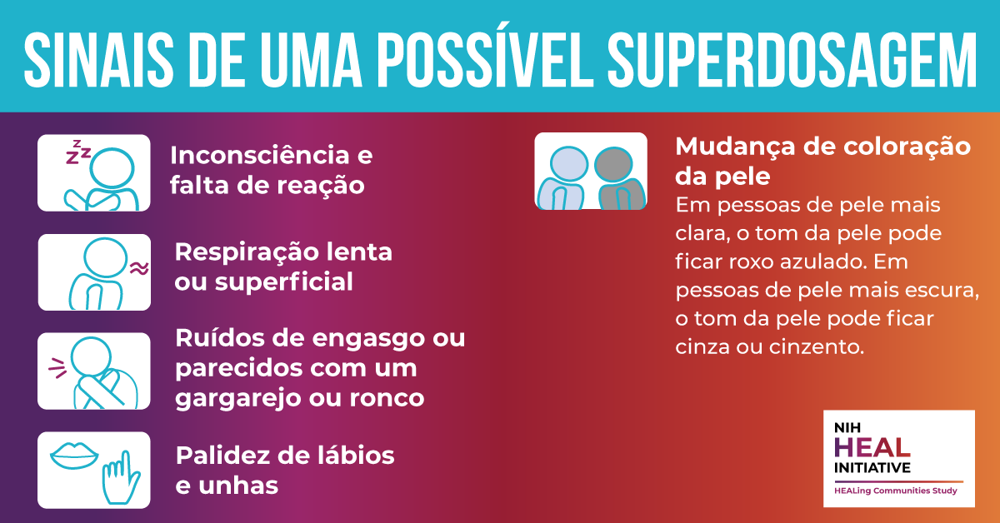 SINAIS DE UMA POSSÍVEL SUPERDOSAGEM
z
z
z
Inconsciência e
falta de reação
Respiração lenta
ou superficial
Ruídos de engasgo ou
parecidos com um
gargarejo ou ronco
Palidez de lábios
e unhas
Mudança de coloração
da pele
Em pessoas de pele mais
clara, o tom da pele pode
ficar roxo azulado. Em
pessoas de pele mais escura,
o tom da pele pode ficar
cinza ou cinzento.
NIH
HEAL
INITIATIVE
HEALing Communities Study